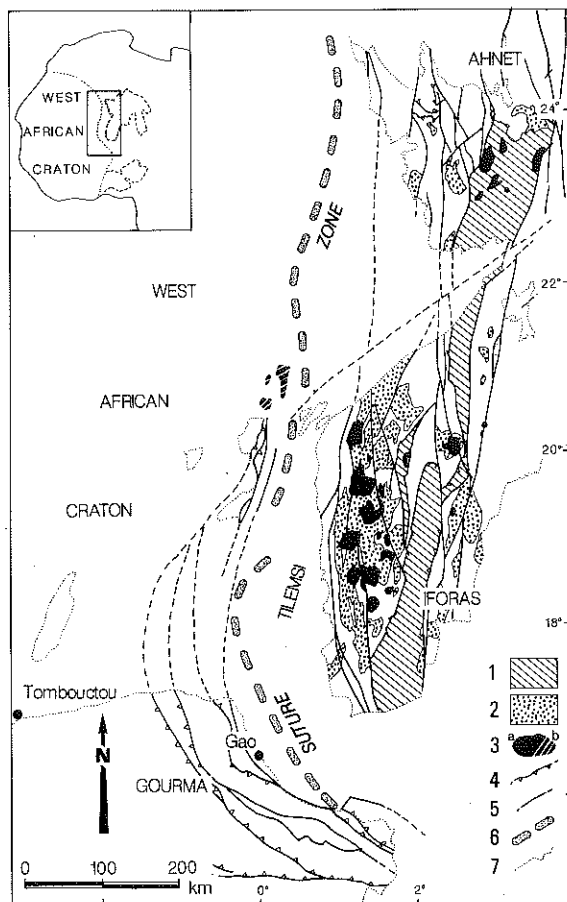 WEST
AFRICAN
CRATON
AHNET
24°
ZONE
WEST
22°
AFRICAN
20°
CRATON
TILEMSI
IFORAS
18°
Tombouctou
SUTURE
Gao
N
GOURMA
0 100 200
km
0°
2°
1
2
3 a b
4
5
6
7